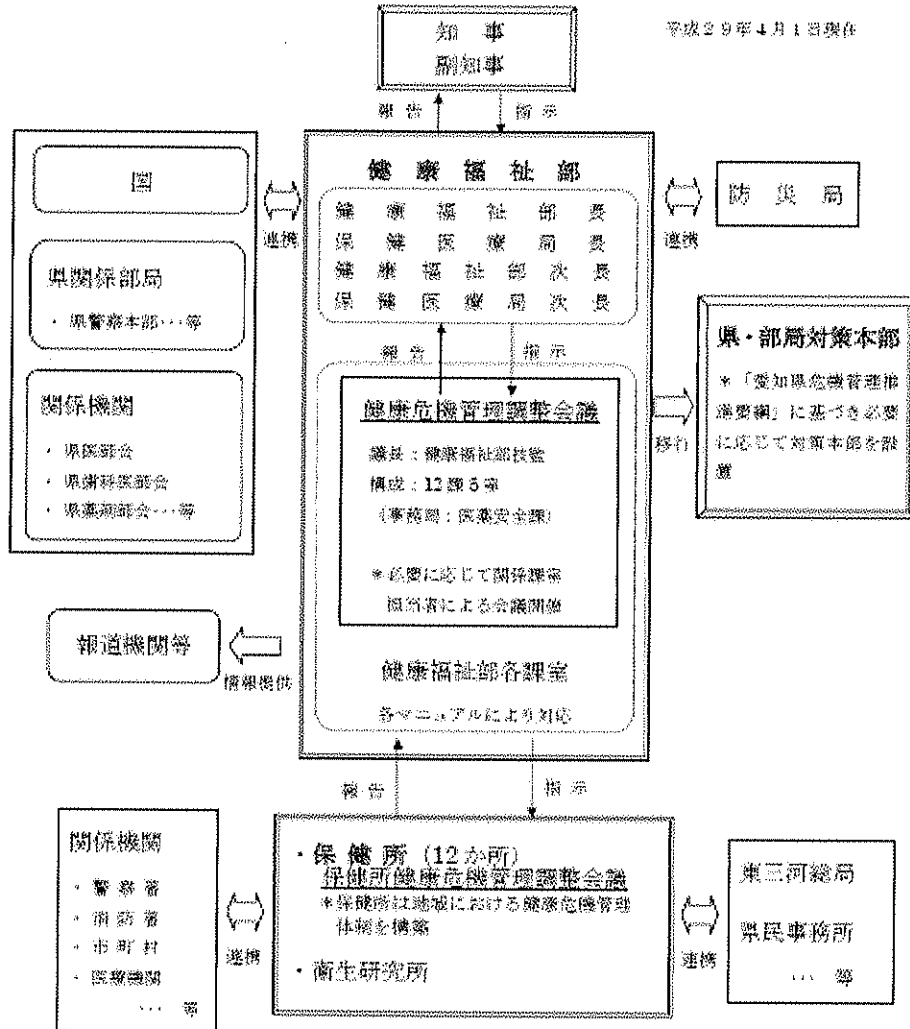 平成29年4月1日現在
知 事
副知事
報 告
指 示
健 康 福 祉 部
健 康 福 祉 部 長
保 健 医 療 局 長
健 康 福 祉 部 次 長
保 健 医 療 局 次 長
国
県関係部局
・ 県警察本部…等
関係機関
・ 県医師会
・ 県歯科医師会
・ 県薬剤師会…等
連携
連携
防 災 局
報 告
指 示
健康危機管理調整会議
議長：健康福祉部技監
構成：12課5室
（事務局：医薬安全課）
＊必要に応じて関係課室
担当者による会議開催
移行
県・部局対策本部
＊「愛知県危機管理推
進要綱」に基づき必要
に応じて対策本部を設
置
報道機関等
情報提供
健康福祉部各課室
各マニュアルにより対応
報 告
指 示
関係機関
・ 警察署
・ 消防署
・ 市町村
・ 医療機関
… 等
連携
・保 健 所 (12か所)
保健所健康危機管理調整会議
＊保健所は地域における健康危機管理
体制を構築
・衛生研究所
連携
東三河総局
県民事務所
… 等